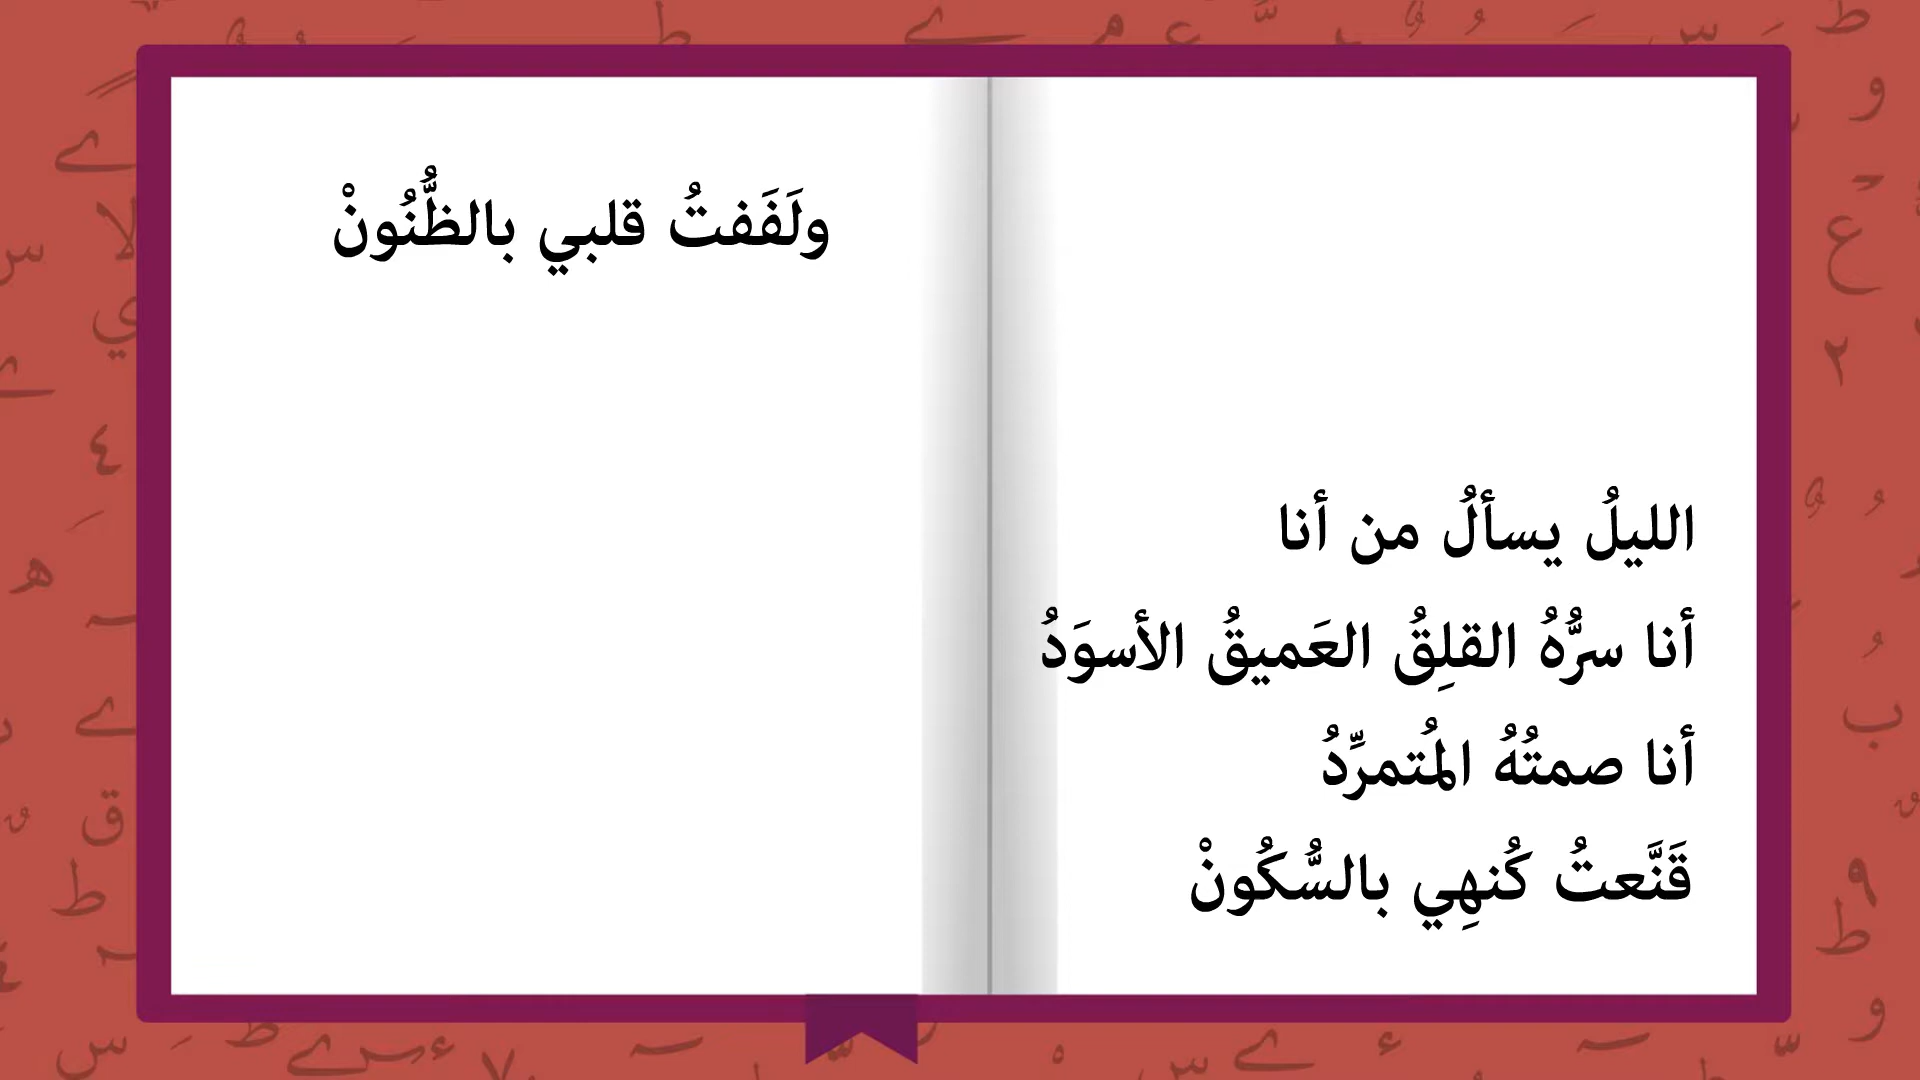 الليلُ يسألُ من أنا
أنا سرُّهُ القلِقُ العَميقُ الأسوَدُ
أنا صمتُهُ المُتمرِّدُ
قَنَّعتُ كُنهِي بالسُّكُونْ
ولَفَفتُ قلبي بالظُّنُونْ